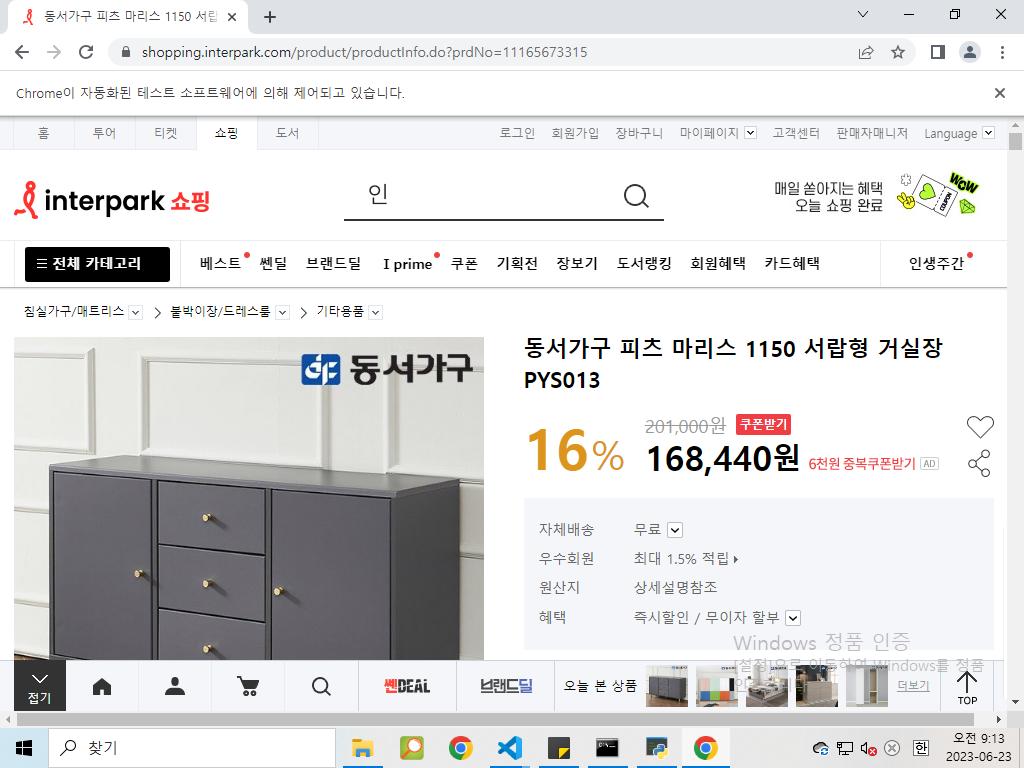 동서가구 피츠 마리스 1150 서랍
shopping.interpark.com/product/productInfo.do?prdNo=11165673315
Chrome이 자동화된 테스트 소프트웨어에 의해 제어되고 있습니다.
홈 투어 티켓 쇼핑 도서 로그인 회원가입 장바구니 마이페이지 고객센터 판매자매니저 Language
interpark 쇼핑
인
매일 쏟아지는 혜택
오늘 쇼핑 완료
WOW
COUPON
전체 카테고리 베스트 쎈딜 브랜드딜 I prime 쿠폰 기획전 장보기 도서랭킹 회원혜택 카드혜택 인생주간
침실가구/매트리스 > 붙박이장/드레스룸 > 기타용품
동서가구
동서가구 피츠 마리스 1150 서랍형 거실장
PYS013
16%
201,000원 쿠폰받기
168,440원 6천원 중복쿠폰받기 AD
자체배송 무료
우수회원 최대 1.5% 적립
원산지 상세설명참조
혜택 즉시할인 / 무이자 할부
Windows 정품 인증
[설정]으로 이동하여 Windows를 정품
접기 쎈DEAL 브랜드딜 오늘 본 상품 더보기 TOP
찾기
오전 9:13
2023-06-23
한